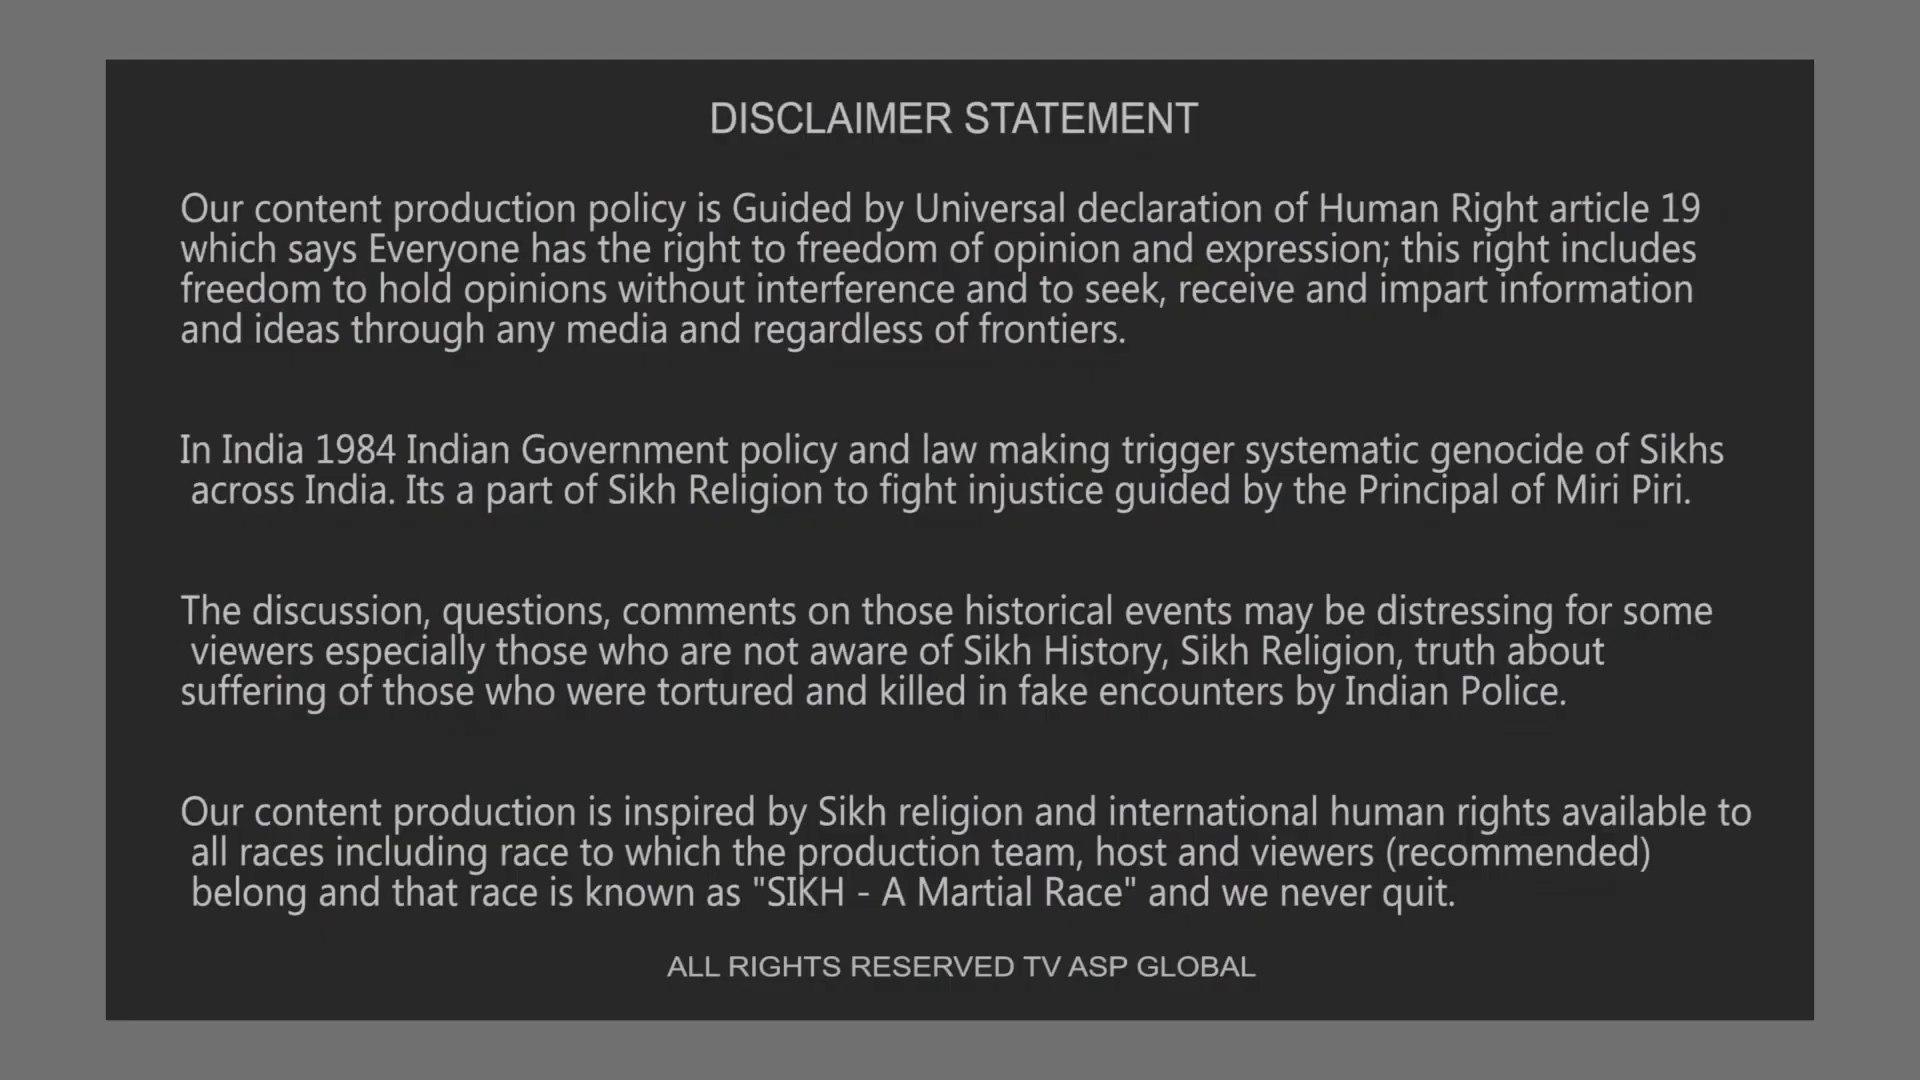 DISCLAIMER STATEMENT
Our content production policy is Guided by Universal declaration of Human Right article 19
which says Everyone has the right to freedom of opinion and expression; this right includes
freedom to hold opinions without interference and to seek, receive and impart information
and ideas through any media and regardless of frontiers.
In India 1984 Indian Government policy and law making trigger systematic genocide of Sikhs
across India. Its a part of Sikh Religion to fight injustice guided by the Principal of Miri Piri.
The discussion, questions, comments on those historical events may be distressing for some
viewers especially those who are not aware of Sikh History, Sikh Religion, truth about
suffering of those who were tortured and killed in fake encounters by Indian Police.
Our content production is inspired by Sikh religion and international human rights available to
all races including race to which the production team, host and viewers (recommended)
belong and that race is known as "SIKH - A Martial Race" and we never quit.
ALL RIGHTS RESERVED TV ASP GLOBAL